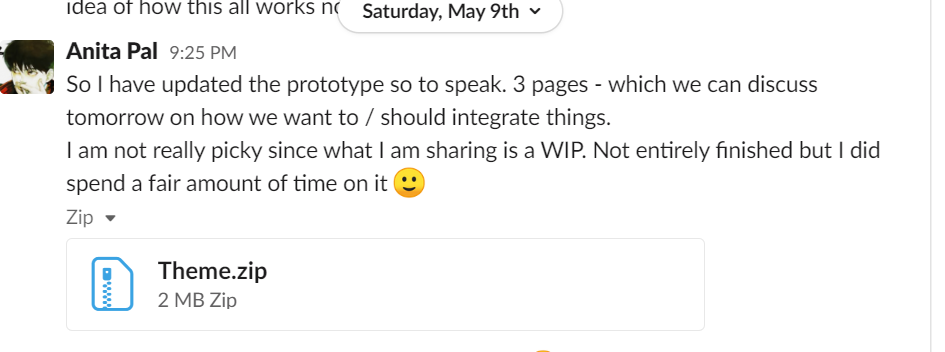 idea of how this all works
Saturday, May 9th
Anita Pal 9:25 PM
So I have updated the prototype so to speak. 3 pages - which we can discuss
tomorrow on how we want to / should integrate things.
I am not really picky since what I am sharing is a WIP. Not entirely finished but I did
spend a fair amount of time on it 🙂
Zip
Theme.zip
2 MB Zip